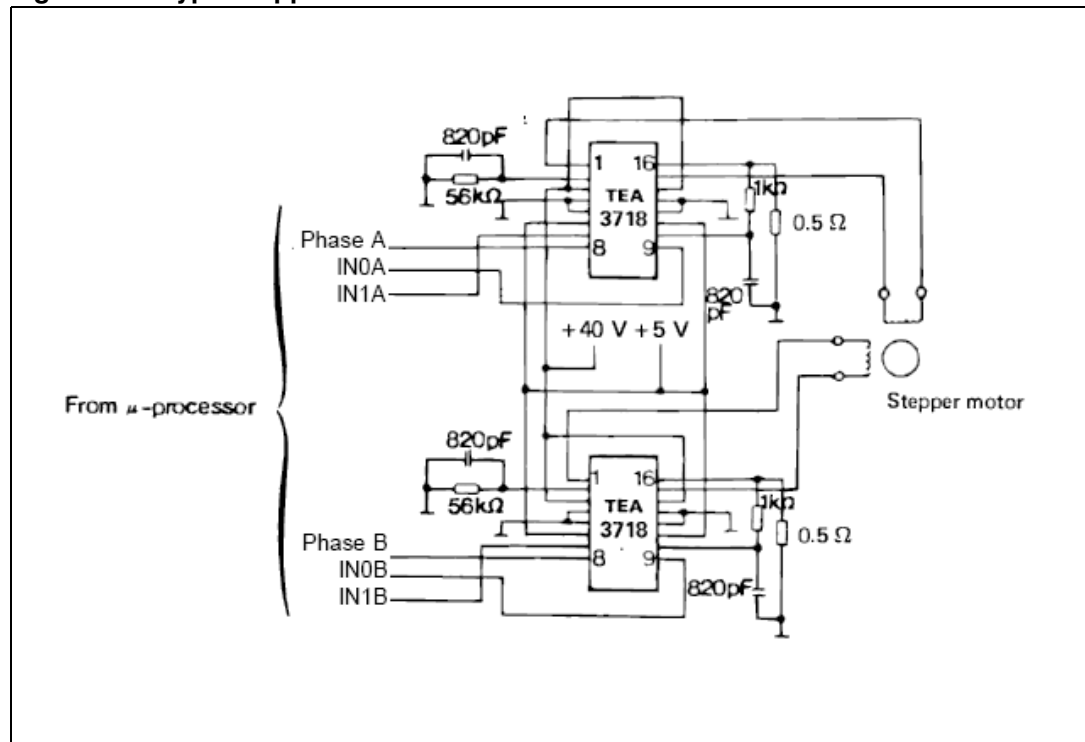 820pF
56kΩ
1 16
TEA
3718
8 9
1kΩ
0.5 Ω
820
pF
Phase A
IN0A
IN1A
+40 V +5 V
From μ-processor
Stepper motor
820pF
56kΩ
1 16
TEA
3718
8 9
1kΩ
0.5 Ω
820pF
Phase B
IN0B
IN1B